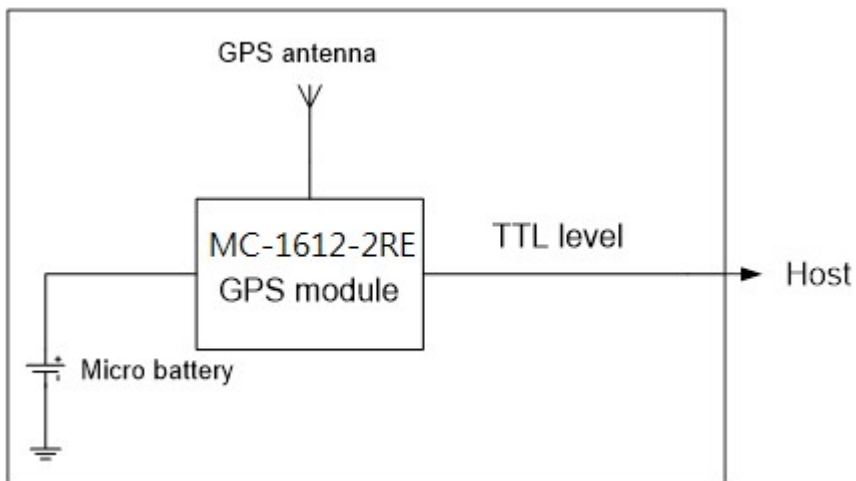 GPS antenna
MC-1612-2RE
GPS module
TTL level
Host
Micro battery